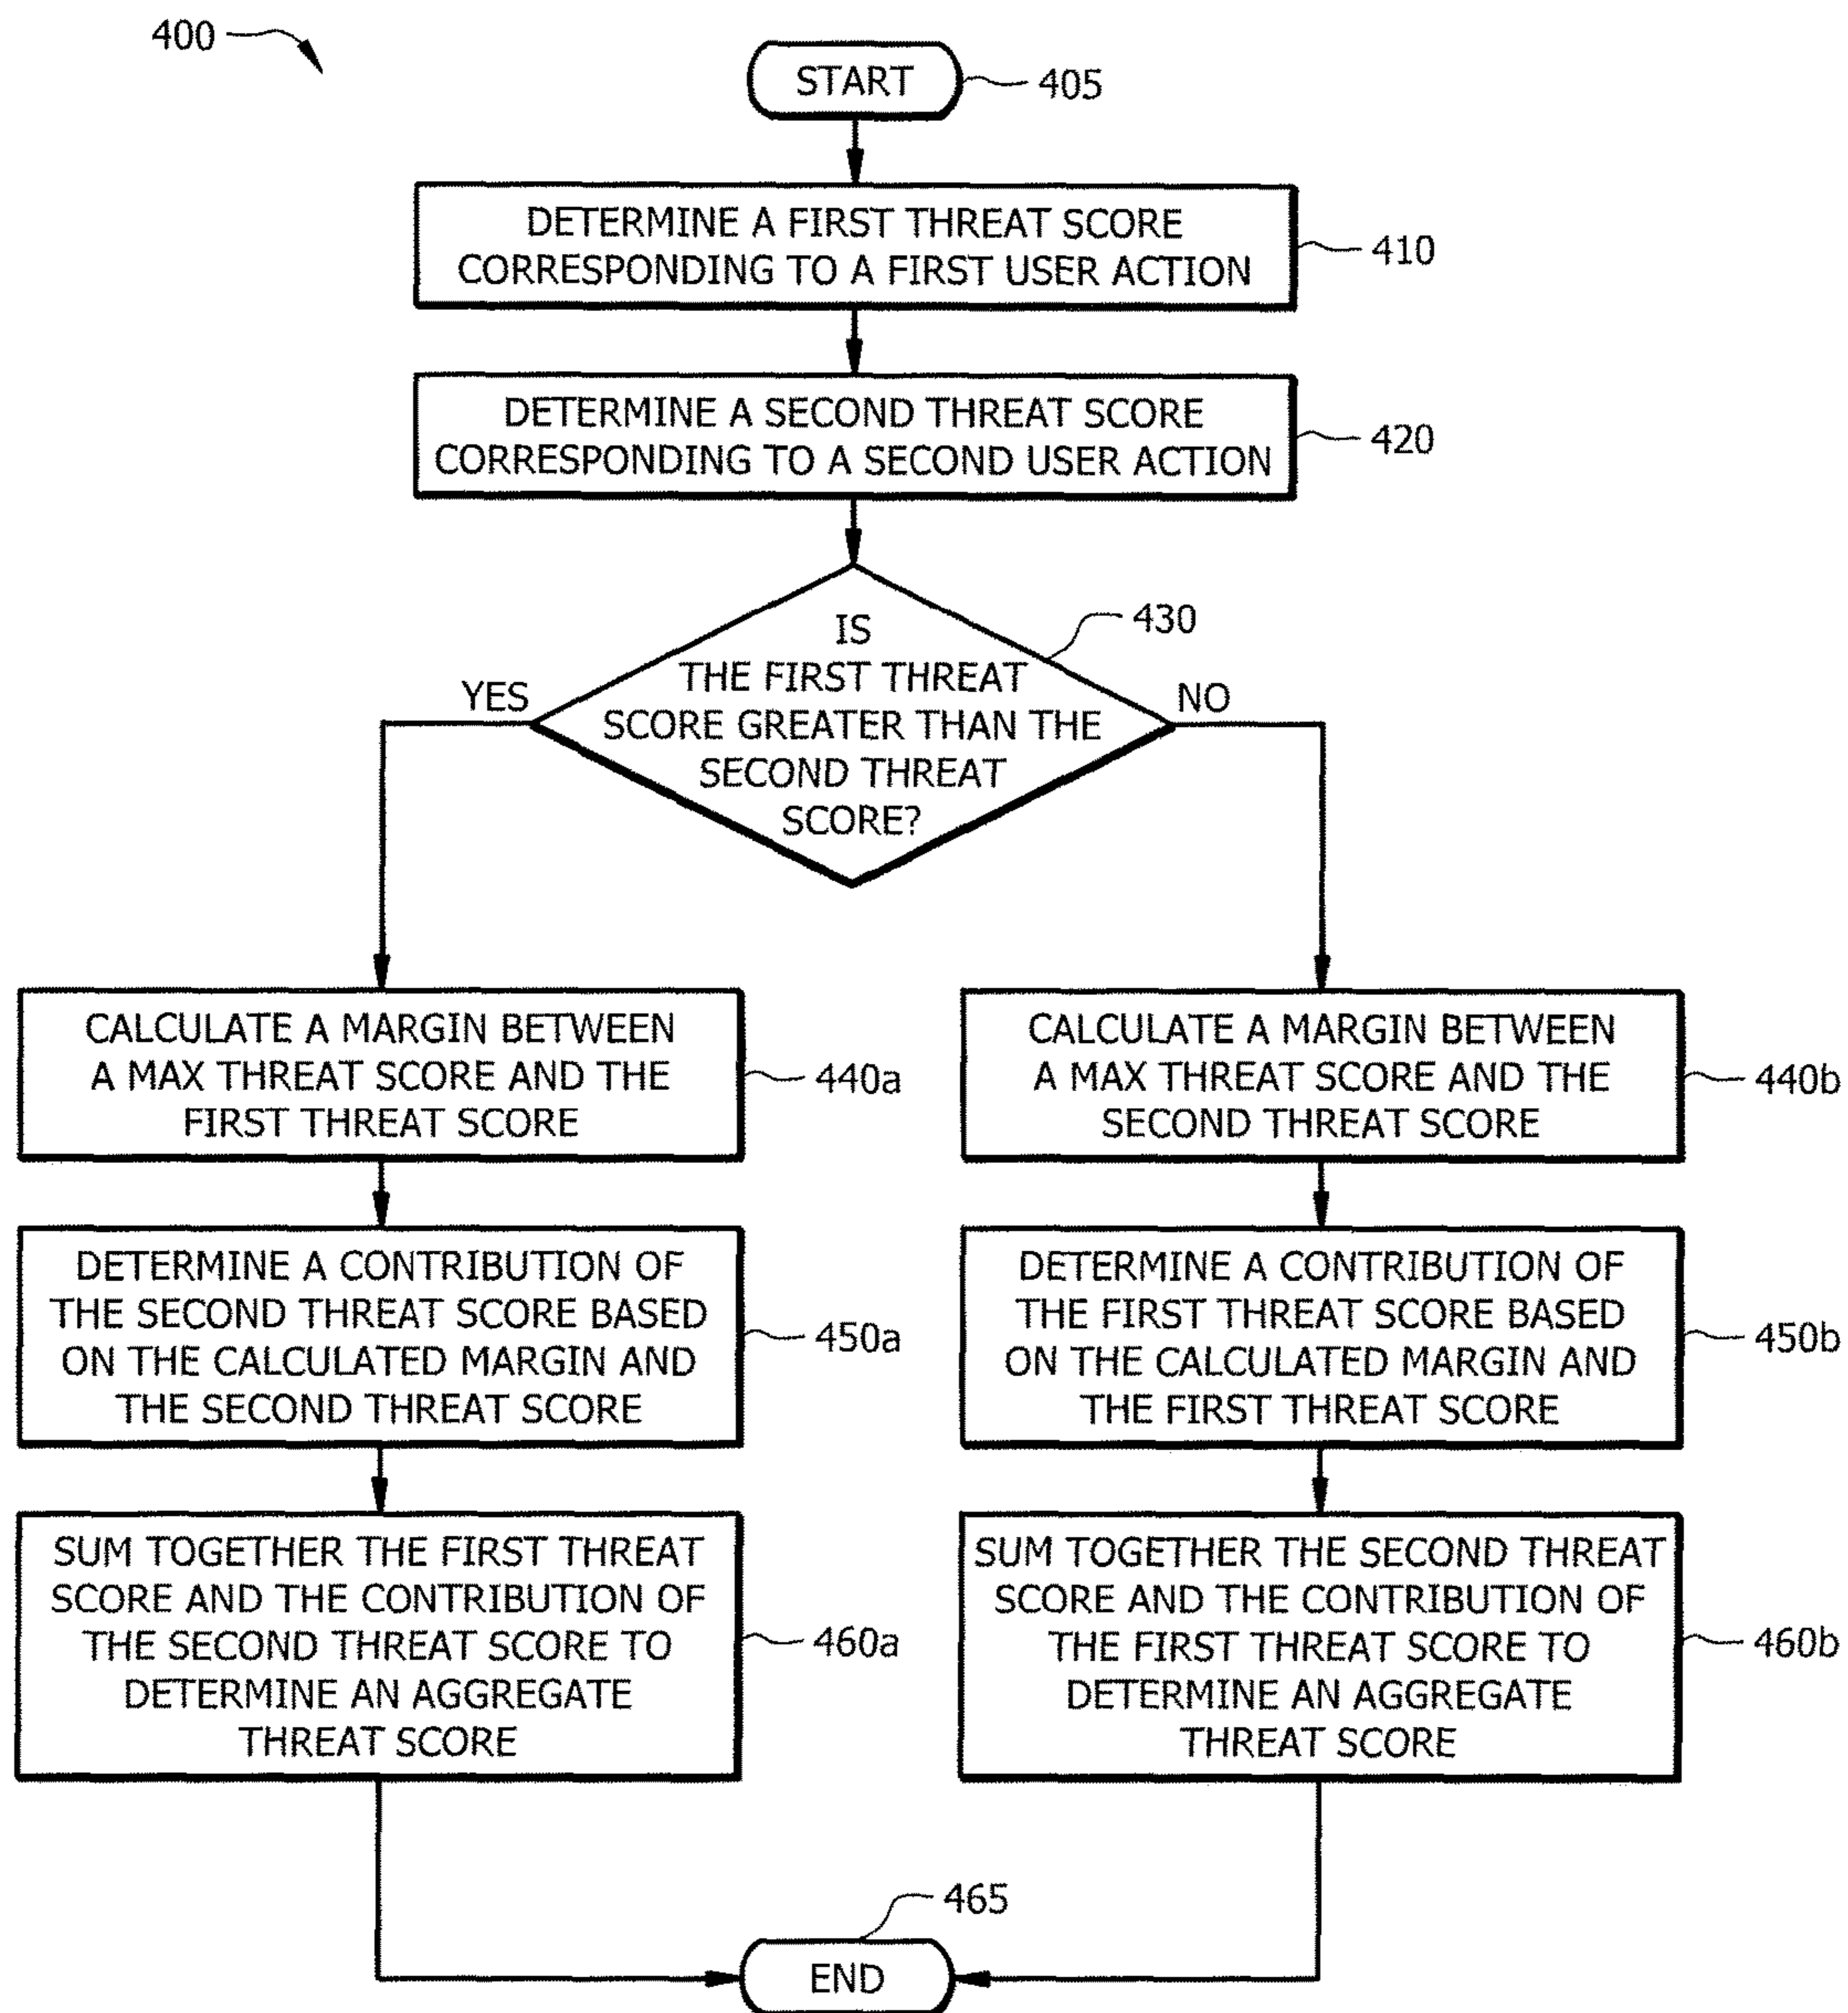 400
START
405
DETERMINE A FIRST THREAT SCORE
CORRESPONDING TO A FIRST USER ACTION
410
DETERMINE A SECOND THREAT SCORE
CORRESPONDING TO A SECOND USER ACTION
420
IS
THE FIRST THREAT
SCORE GREATER THAN THE
SECOND THREAT
SCORE?
430
YES
NO
CALCULATE A MARGIN BETWEEN
A MAX THREAT SCORE AND THE
FIRST THREAT SCORE
440a
CALCULATE A MARGIN BETWEEN
A MAX THREAT SCORE AND THE
SECOND THREAT SCORE
440b
DETERMINE A CONTRIBUTION OF
THE SECOND THREAT SCORE BASED
ON THE CALCULATED MARGIN AND
THE SECOND THREAT SCORE
450a
DETERMINE A CONTRIBUTION OF
THE FIRST THREAT SCORE BASED
ON THE CALCULATED MARGIN AND
THE FIRST THREAT SCORE
450b
SUM TOGETHER THE FIRST THREAT
SCORE AND THE CONTRIBUTION OF
THE SECOND THREAT SCORE TO
DETERMINE AN AGGREGATE
THREAT SCORE
460a
SUM TOGETHER THE SECOND THREAT
SCORE AND THE CONTRIBUTION OF
THE FIRST THREAT SCORE TO
DETERMINE AN AGGREGATE
THREAT SCORE
460b
465
END